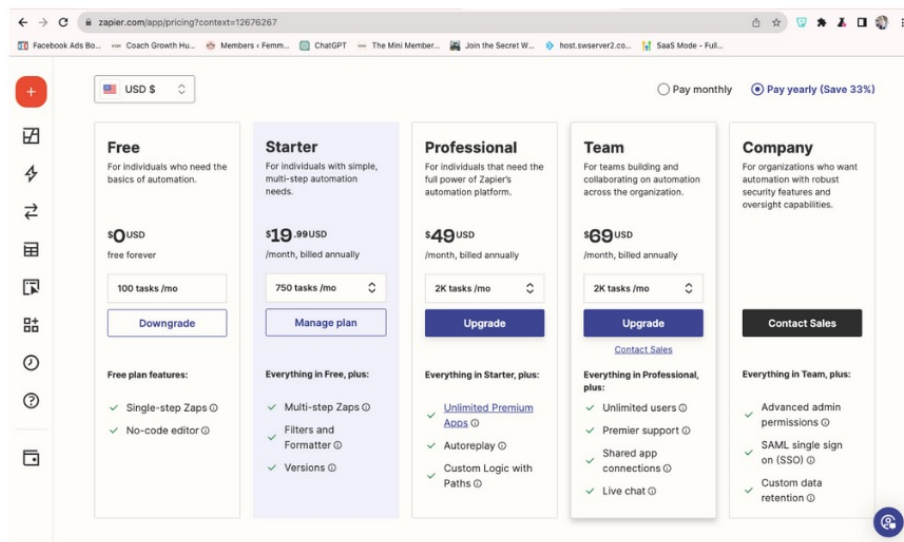 zapier.com/app/pricing?context=12676267
Facebook Ads Bo...
Coach Growth Hu...
Members ‹ Femm...
ChatGPT
The Mini Member...
Join the Secret W...
host.swserver2.co...
SaaS Mode - Full...
USD $
Pay monthly
Pay yearly (Save 33%)
Free
For individuals who need the
basics of automation.
$0USD
free forever
100 tasks /mo
Downgrade
Free plan features:
Single-step Zaps
No-code editor
Starter
For individuals with simple,
multi-step automation
needs.
$19.99USD
/month, billed annually
750 tasks /mo
Manage plan
Everything in Free, plus:
Multi-step Zaps
Filters and
Formatter
Versions
Professional
For individuals that need the
full power of Zapier's
automation platform.
$49USD
/month, billed annually
2K tasks /mo
Upgrade
Everything in Starter, plus:
Unlimited Premium
Apps
Autoreplay
Custom Logic with
Paths
Team
For teams building and
collaborating on automation
across the organization.
$69USD
/month, billed annually
2K tasks /mo
Upgrade
Contact Sales
Everything in Professional,
plus:
Unlimited users
Premier support
Shared app
connections
Live chat
Company
For organizations who want
automation with robust
security features and
oversight capabilities.
Contact Sales
Everything in Team, plus:
Advanced admin
permissions
SAML single sign
on (SSO)
Custom data
retention